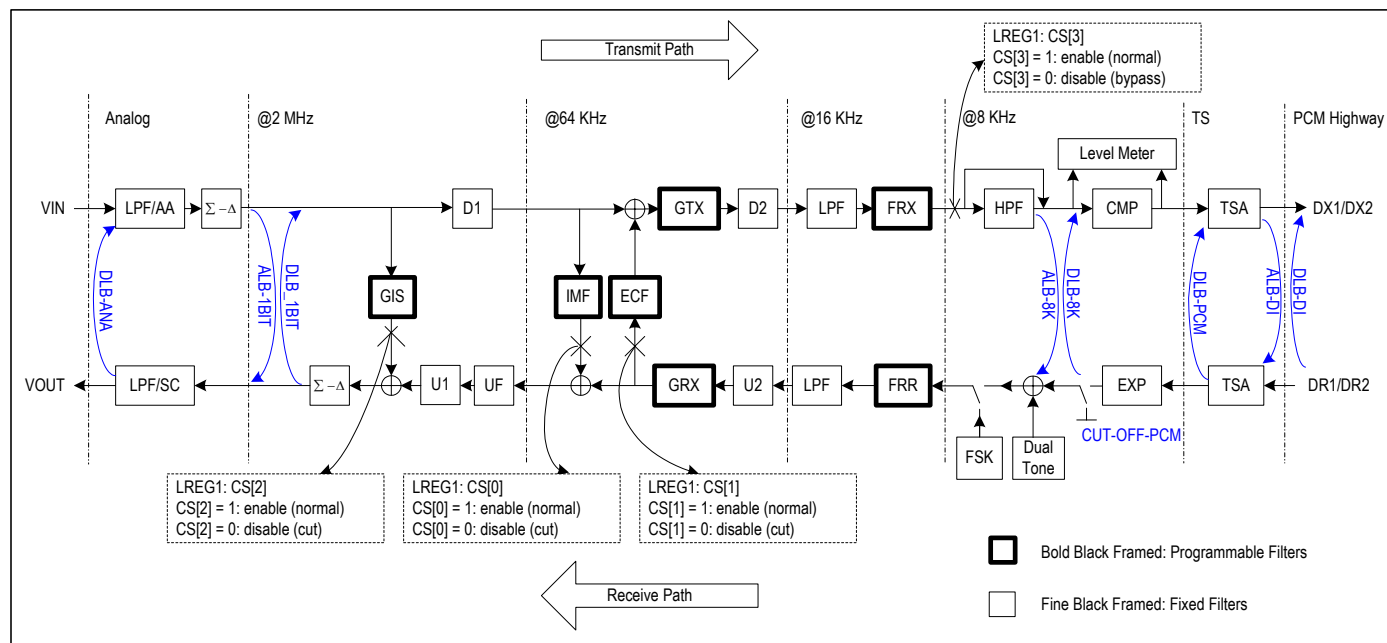 Transmit Path
LREG1: CS[3]
CS[3] = 1: enable (normal)
CS[3] = 0: disable (bypass)
Analog
@2 MHz
@64 KHz
@16 KHz
@8 KHz
TS
PCM Highway
Level Meter
VIN
LPF/AA
Σ−Δ
D1
GTX
D2
LPF
FRX
HPF
CMP
TSA
DX1/DX2
DLB-ANA
ALB-1BIT
DLB_1BIT
GIS
IMF
ECF
ALB-8K
DLB-8K
DLB-PCM
ALB-DI
DLB-DI
VOUT
LPF/SC
Σ−Δ
U1
UF
GRX
U2
LPF
FRR
EXP
TSA
DR1/DR2
CUT-OFF-PCM
FSK
Dual
Tone
LREG1: CS[2]
CS[2] = 1: enable (normal)
CS[2] = 0: disable (cut)
LREG1: CS[0]
CS[0] = 1: enable (normal)
CS[0] = 0: disable (cut)
LREG1: CS[1]
CS[1] = 1: enable (normal)
CS[1] = 0: disable (cut)
Bold Black Framed: Programmable Filters
Fine Black Framed: Fixed Filters
Receive Path